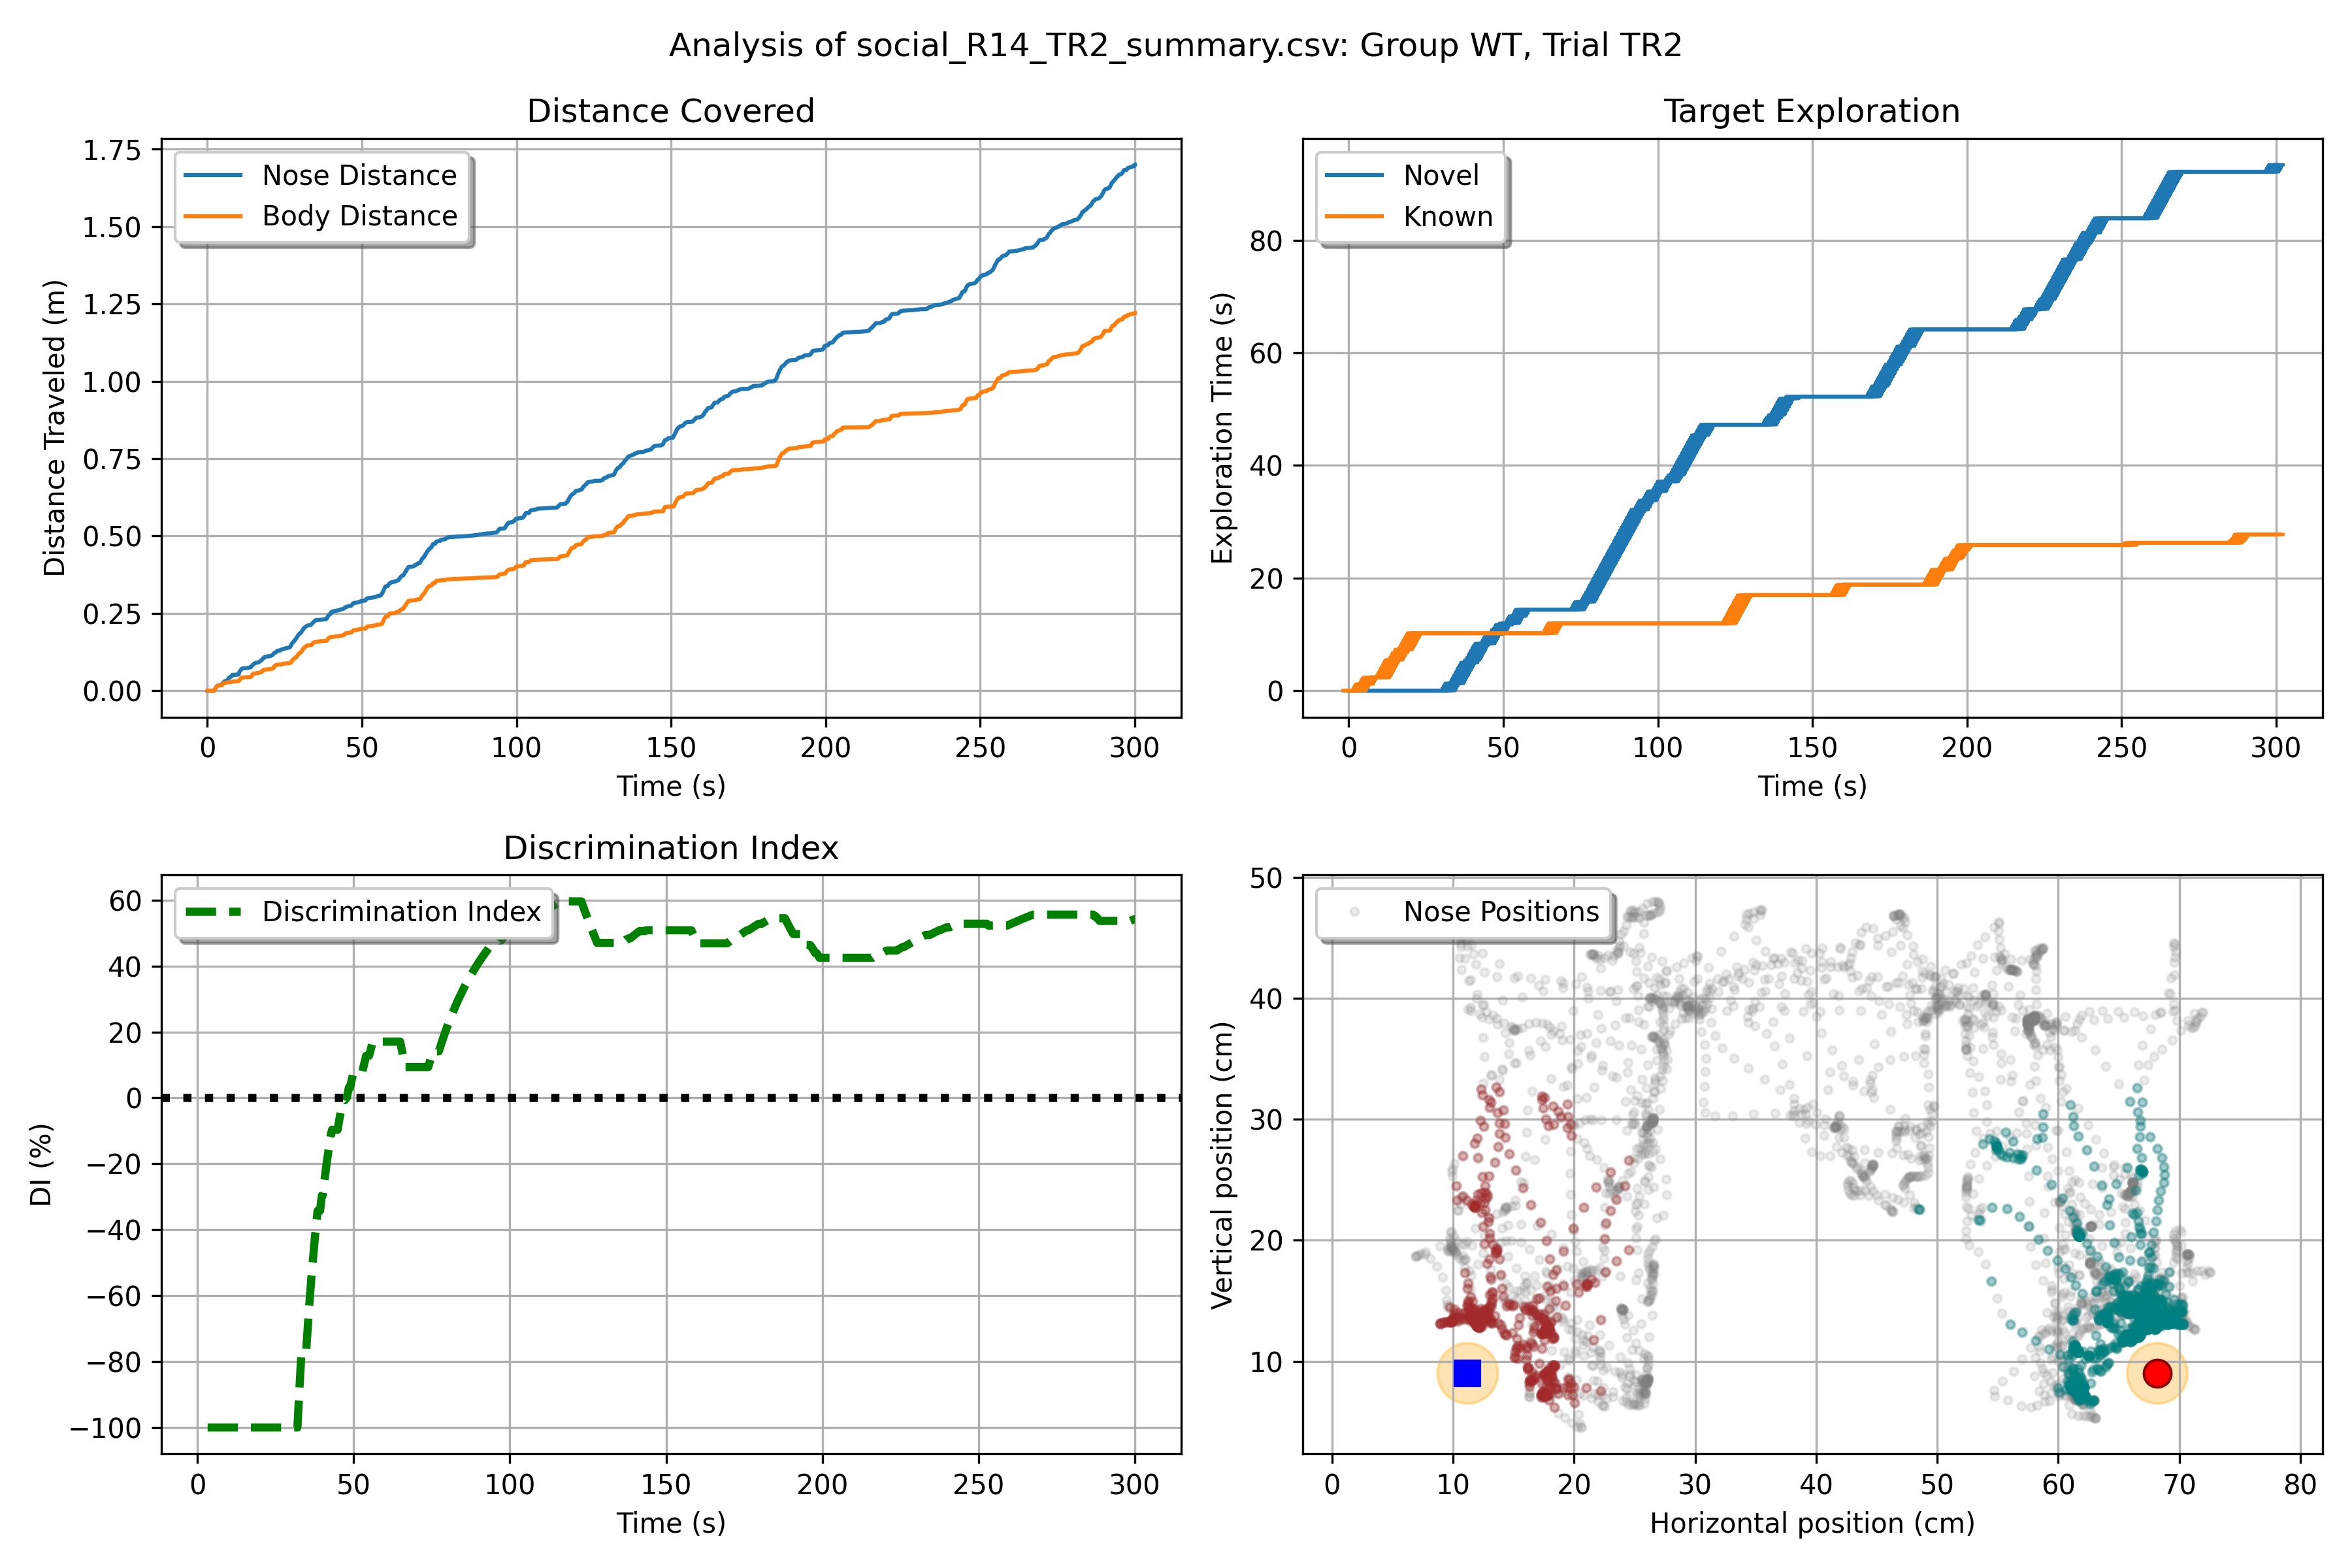 Analysis of social_R14_TR2_summary.csv: Group WT, Trial TR2
Distance Covered
1.75
1.50
1.25
1.00
0.75
0.50
0.25
0.00
Distance Traveled (m)
Nose Distance
Body Distance
0 50 100 150 200 250 300
Time (s)
Target Exploration
80
60
40
20
0
Exploration Time (s)
Novel
Known
0 50 100 150 200 250 300
Time (s)
Discrimination Index
60
40
20
0
−20
−40
−60
−80
−100
DI (%)
Discrimination Index
0 50 100 150 200 250 300
Time (s)
50
40
30
20
10
Vertical position (cm)
Nose Positions
0 10 20 30 40 50 60 70 80
Horizontal position (cm)